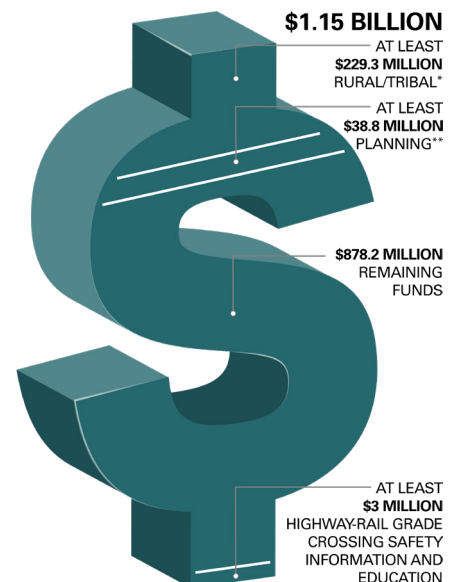 $1.15 BILLION
AT LEAST
$229.3 MILLION
RURAL/TRIBAL*
AT LEAST
$38.8 MILLION
PLANNING**
$878.2 MILLION
REMAINING
FUNDS
AT LEAST
$3 MILLION
HIGHWAY-RAIL GRADE
CROSSING SAFETY
INFORMATION AND
EDUCATION